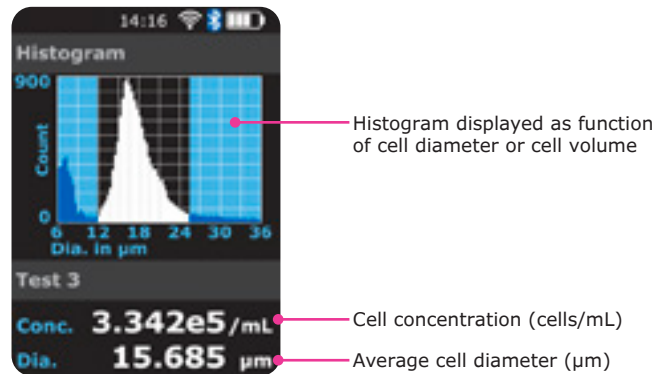 14:16
Histogram
900
Count
0
6 12 18 24 30 36
Dia. in µm
Histogram displayed as function
of cell diameter or cell volume
Test 3
Conc. 3.342e5/mL
Cell concentration (cells/mL)
Dia. 15.685 µm
Average cell diameter (µm)